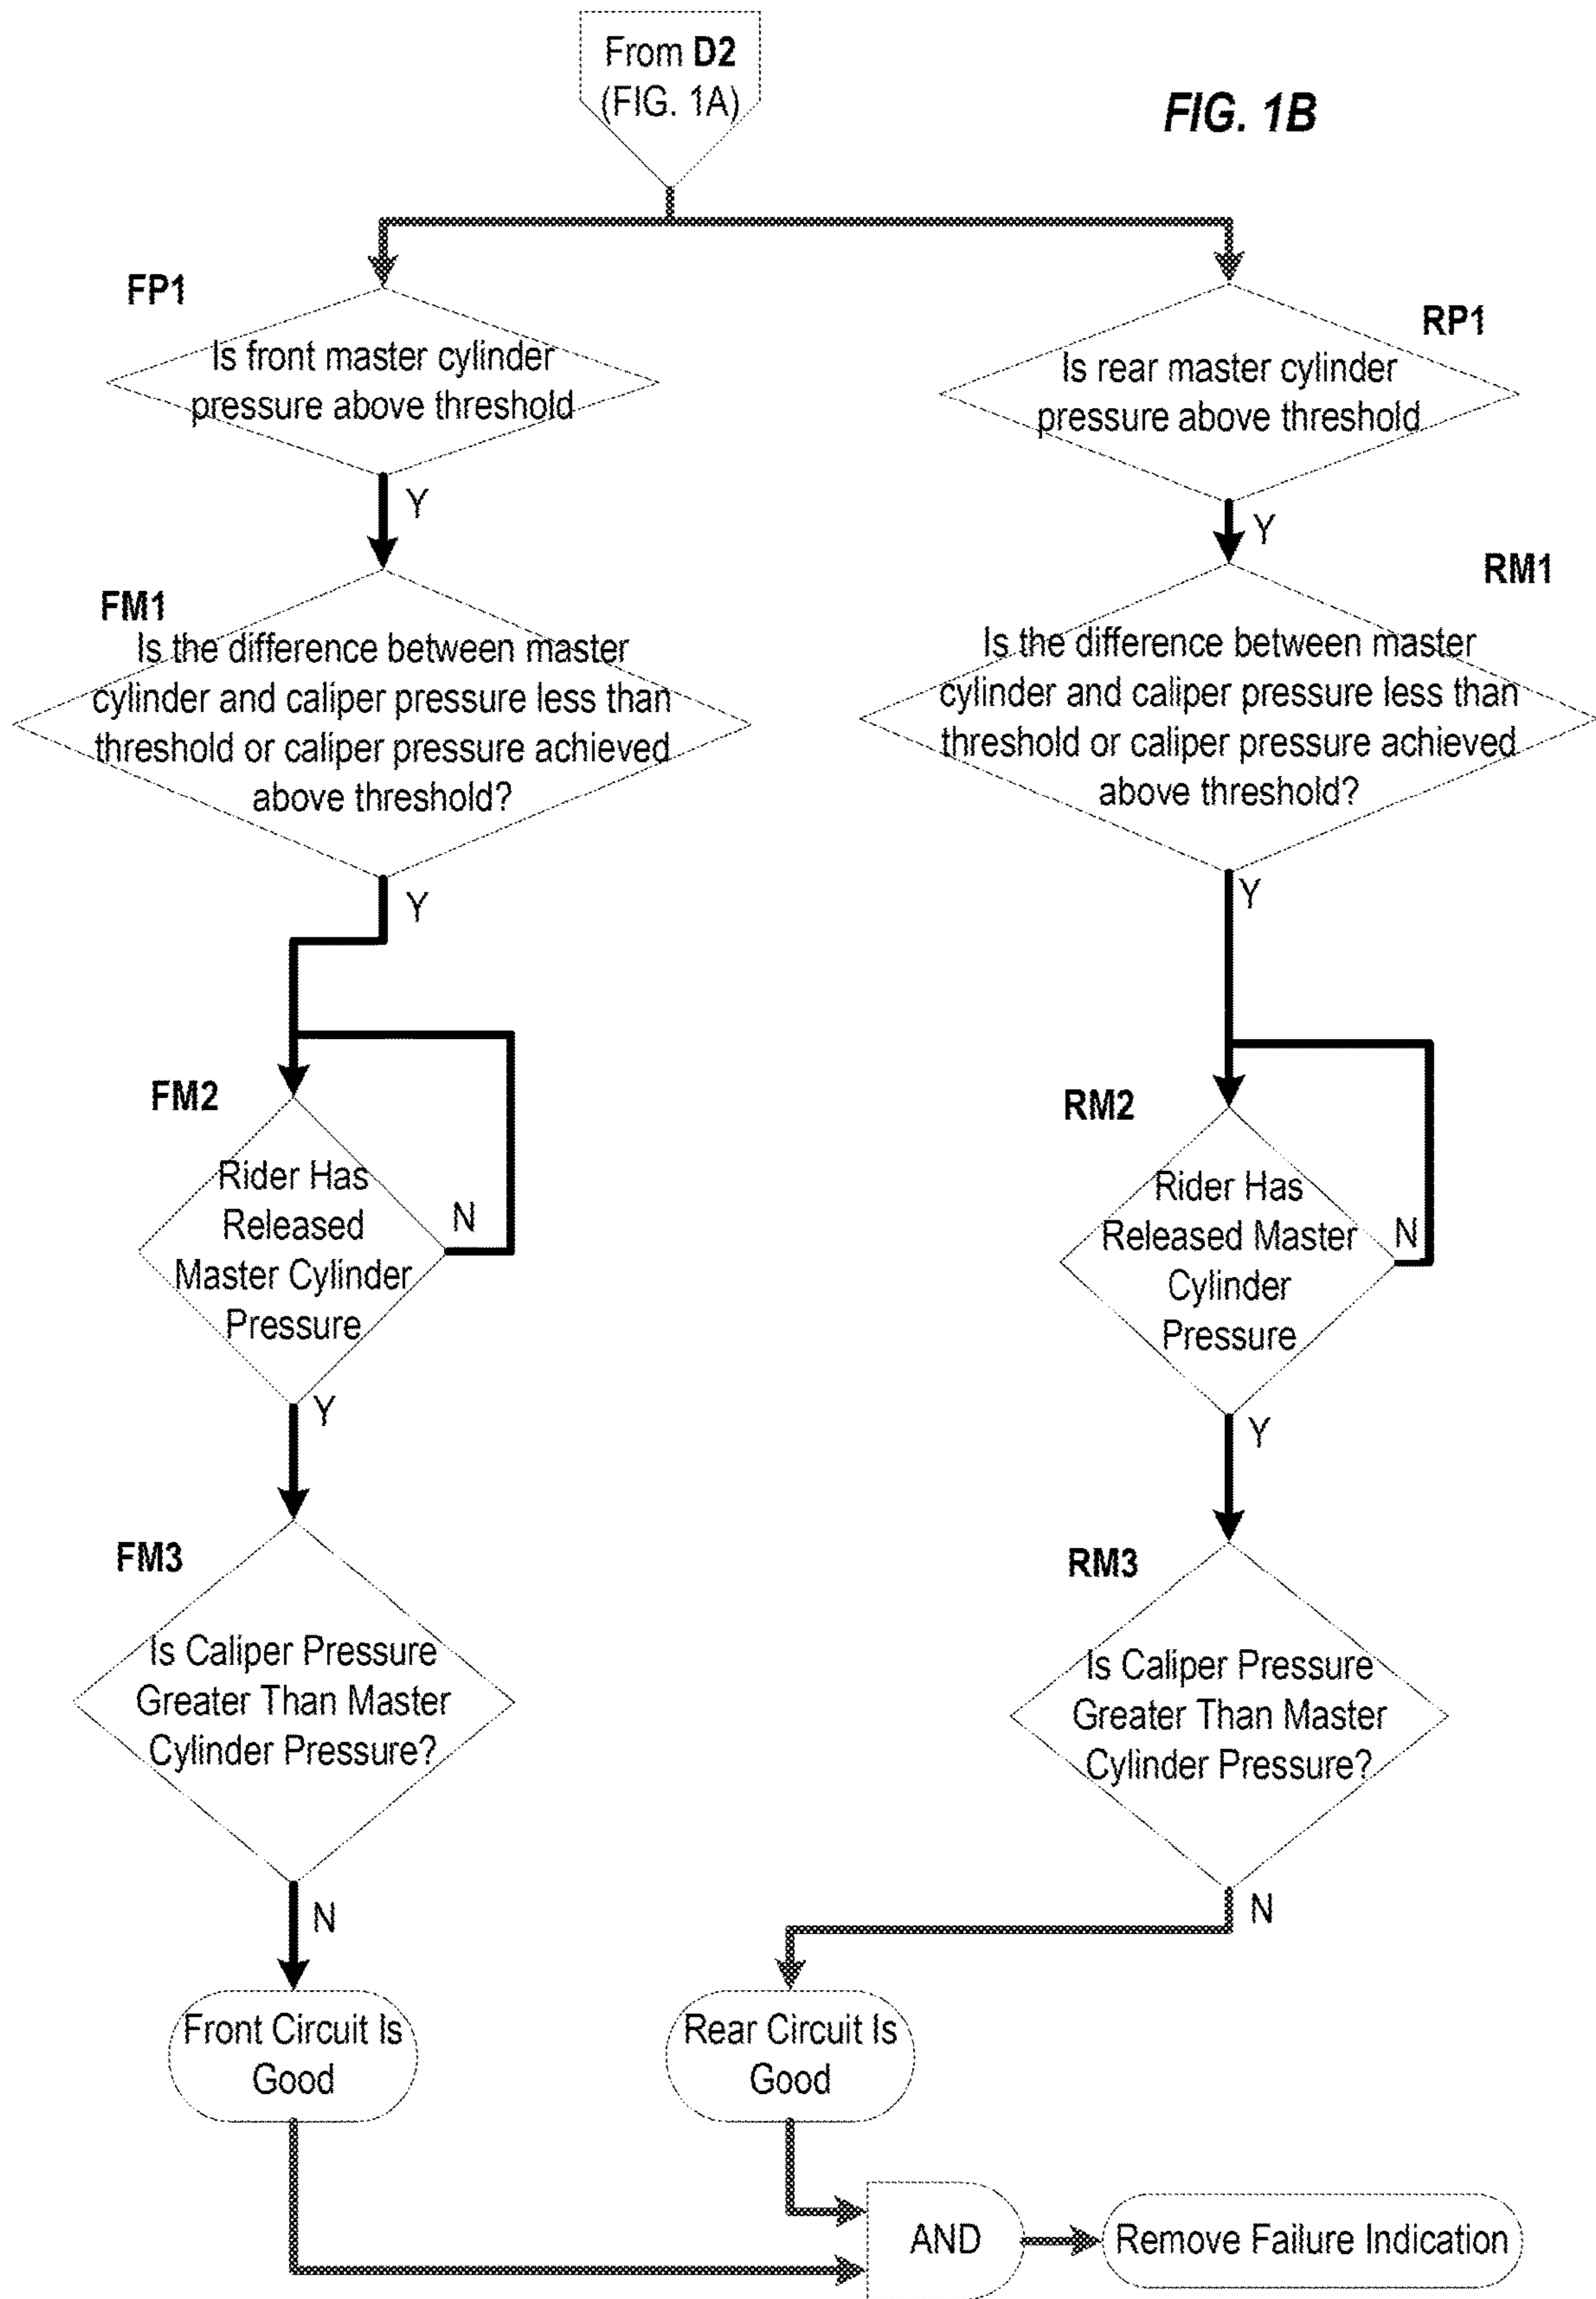 From D2
(FIG. 1A)
FIG. 1B
FP1
Is front master cylinder
pressure above threshold
Y
RP1
Is rear master cylinder
pressure above threshold
Y
FM1
Is the difference between master
cylinder and caliper pressure less than
threshold or caliper pressure achieved
above threshold?
Y
RM1
Is the difference between master
cylinder and caliper pressure less than
threshold or caliper pressure achieved
above threshold?
Y
FM2
Rider Has
Released
Master Cylinder
Pressure
N
Y
RM2
Rider Has
Released Master
Cylinder
Pressure
N
Y
FM3
Is Caliper Pressure
Greater Than Master
Cylinder Pressure?
N
RM3
Is Caliper Pressure
Greater Than Master
Cylinder Pressure?
N
Front Circuit Is
Good
Rear Circuit Is
Good
AND
Remove Failure Indication